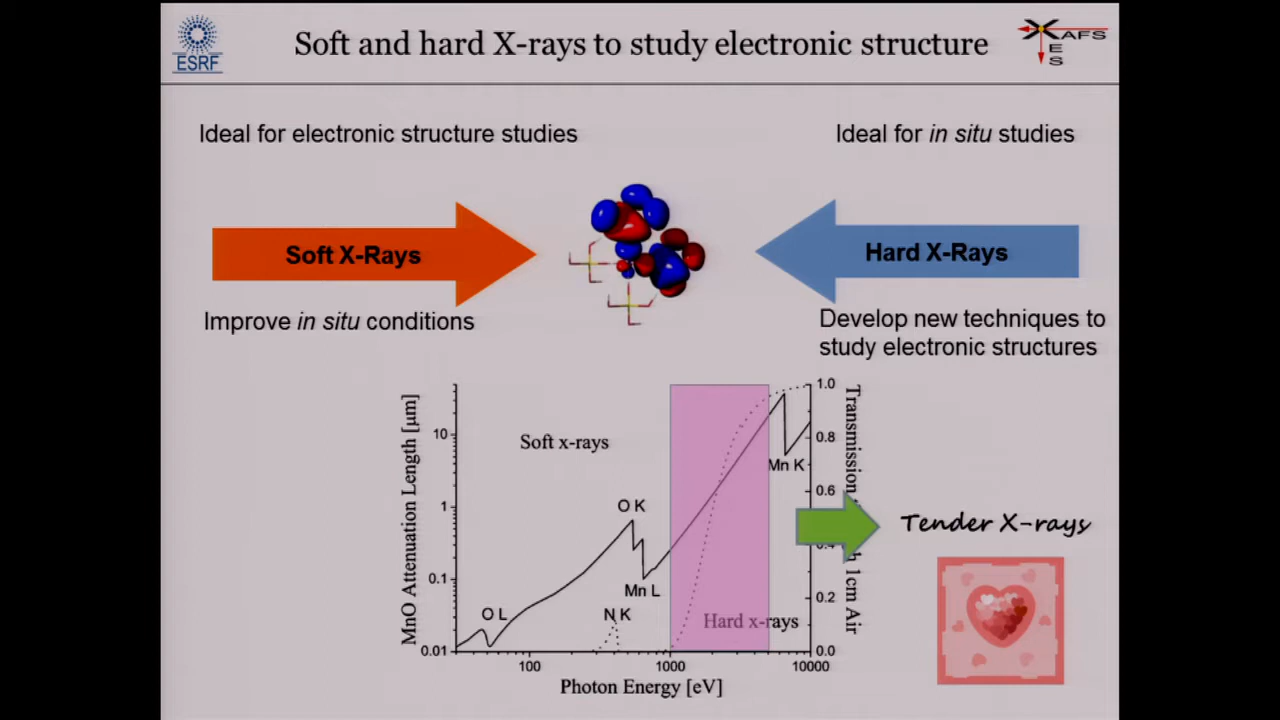 Soft and hard X-rays to study electronic structure
ESRF
XAFS
XES
Ideal for electronic structure studies
Ideal for in situ studies
Soft X-Rays
Hard X-Rays
Improve in situ conditions
Develop new techniques to
study electronic structures
MnO Attenuation Length [μm]
10
1
0.1
0.01
Soft x-rays
O K
Mn L
O L
N K
Mn K
Hard x-rays
1.0
0.8
0.6
0.4
0.2
0.0
Transmission
1cm Air
100
1000
10000
Photon Energy [eV]
Tender X-rays